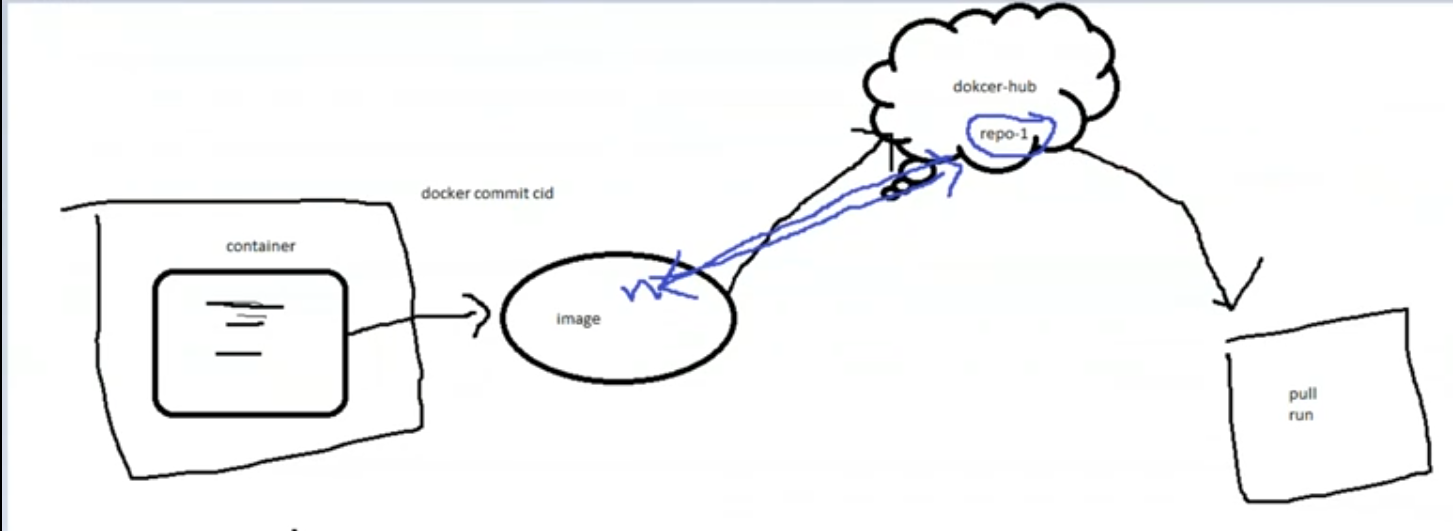 dokcer-hub
repo-1
docker commit cid
container
image
pull
run